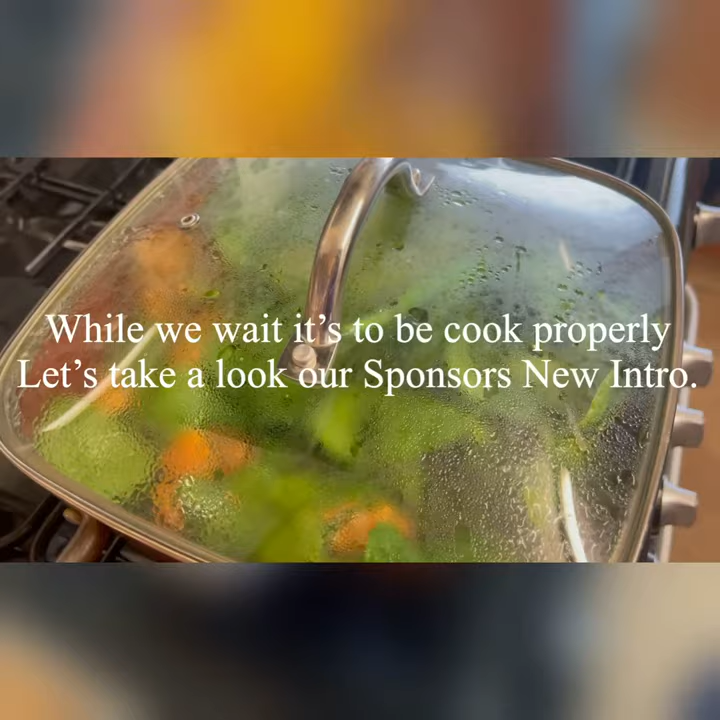 While we wait it’s to be cook properly
Let’s take a look our Sponsors New Intro.